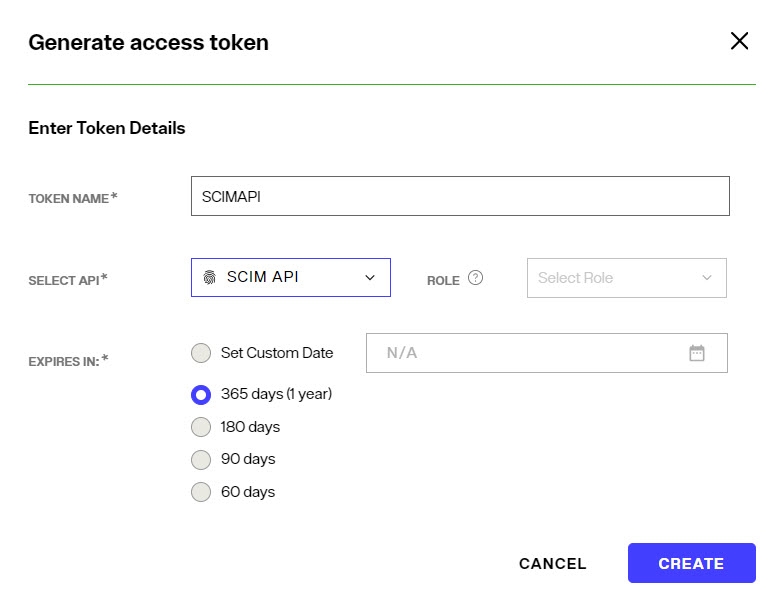 Generate access token
Enter Token Details
TOKEN NAME*
SCIMAPI
SELECT API*
SCIM API
ROLE ?
Select Role
EXPIRES IN:*
Set Custom Date
N/A
365 days (1 year)
180 days
90 days
60 days
CANCEL
CREATE